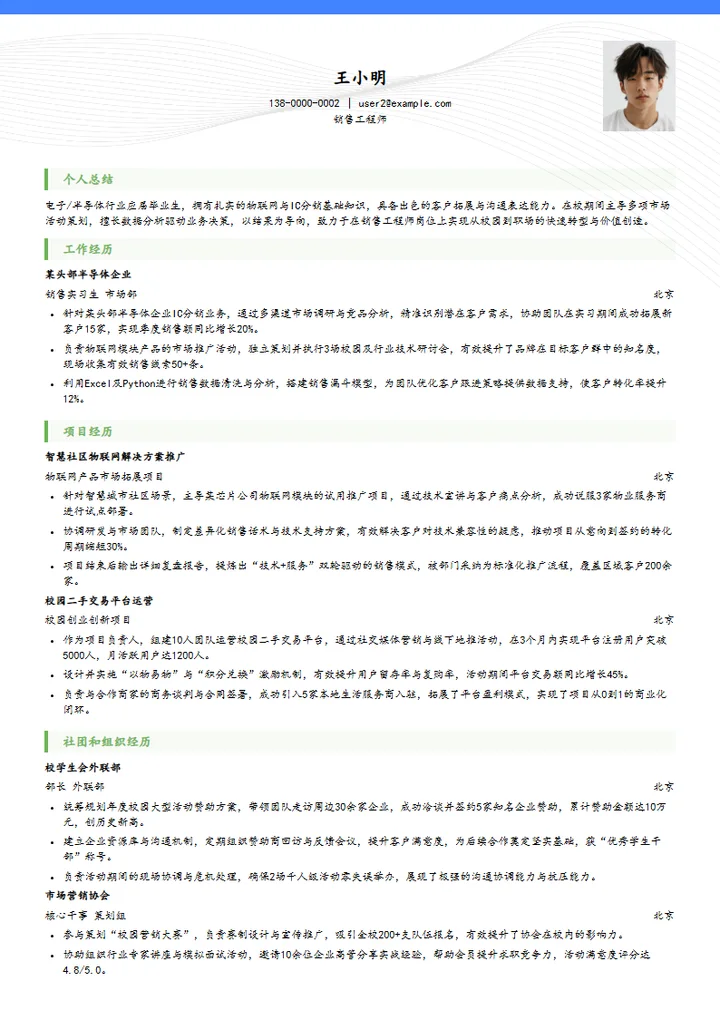 王小明
138-0000-0002 | user2@example.com
销售工程师
个人总结
电子/半导体行业应届毕业生，拥有扎实的物联网与IC分销基础知识，具备出色的客户拓展与沟通表达能力。在校期间主导多项市场
活动策划，擅长数据分析驱动业务决策，以结果为导向，致力于在销售工程师岗位上实现从校园到职场的快速转型与价值创造。
工作经历
某头部半导体企业
销售实习生 市场部 北京
• 针对某头部半导体企业IC分销业务，通过多渠道市场调研与竞品分析，精准识别潜在客户需求，协助团队在实习期间成功拓展新
客户15家，实现季度销售额同比增长20%。
• 负责物联网模块产品的市场推广活动，独立策划并执行3场校园及行业技术研讨会，有效提升了品牌在目标客户群中的知名度，
现场收集有效销售线索50+条。
• 利用Excel及Python进行销售数据清洗与分析，搭建销售漏斗模型，为团队优化客户跟进策略提供数据支持，使客户转化率提升
12%。
项目经历
智慧社区物联网解决方案推广
物联网产品市场拓展项目 北京
• 针对智慧城市社区场景，主导某芯片公司物联网模块的试用推广项目，通过技术宣讲与客户痛点分析，成功说服3家物业服务商
进行试点部署。
• 协调研发与市场团队，制定差异化销售话术与技术支持方案，有效解决客户对技术兼容性的疑虑，推动项目从意向到签约的转化
周期缩短30%。
• 项目结束后输出详细复盘报告，提炼出“技术+服务”双轮驱动的销售模式，被部门采纳为标准化推广流程，覆盖区域客户200余
家。
校园二手交易平台运营
校园创业创新项目 北京
• 作为项目负责人，组建10人团队运营校园二手交易平台，通过社交媒体营销与线下地推活动，在3个月内实现平台注册用户突破
5000人，月活跃用户达1200人。
• 设计并实施“以物易物”与“积分兑换”激励机制，有效提升用户留存率与复购率，活动期间平台交易额同比增长45%。
• 负责与合作商家的商务谈判与合同签署，成功引入5家本地生活服务商入驻，拓展了平台盈利模式，实现了项目从0到1的商业化
闭环。
社团和组织经历
校学生会外联部
部长 外联部 北京
• 统筹规划年度校园大型活动赞助方案，带领团队走访周边30余家企业，成功洽谈并签约5家知名企业赞助，累计赞助金额达10万
元，创历史新高。
• 建立企业资源库与沟通机制，定期组织赞助商回访与反馈会议，提升客户满意度，为后续合作奠定坚实基础，获“优秀学生干
部”称号。
• 负责活动期间的现场协调与危机处理，确保2场千人级活动零失误举办，展现了极强的沟通协调能力与抗压能力。
市场营销协会
核心干事 策划组 北京
• 参与策划“校园营销大赛”，负责赛制设计与宣传推广，吸引全校200+支队伍报名，有效提升了协会在校内的影响力。
• 协助组织行业专家讲座与模拟面试活动，邀请10余位企业高管分享实战经验，帮助会员提升求职竞争力，活动满意度评分达
4.8/5.0。